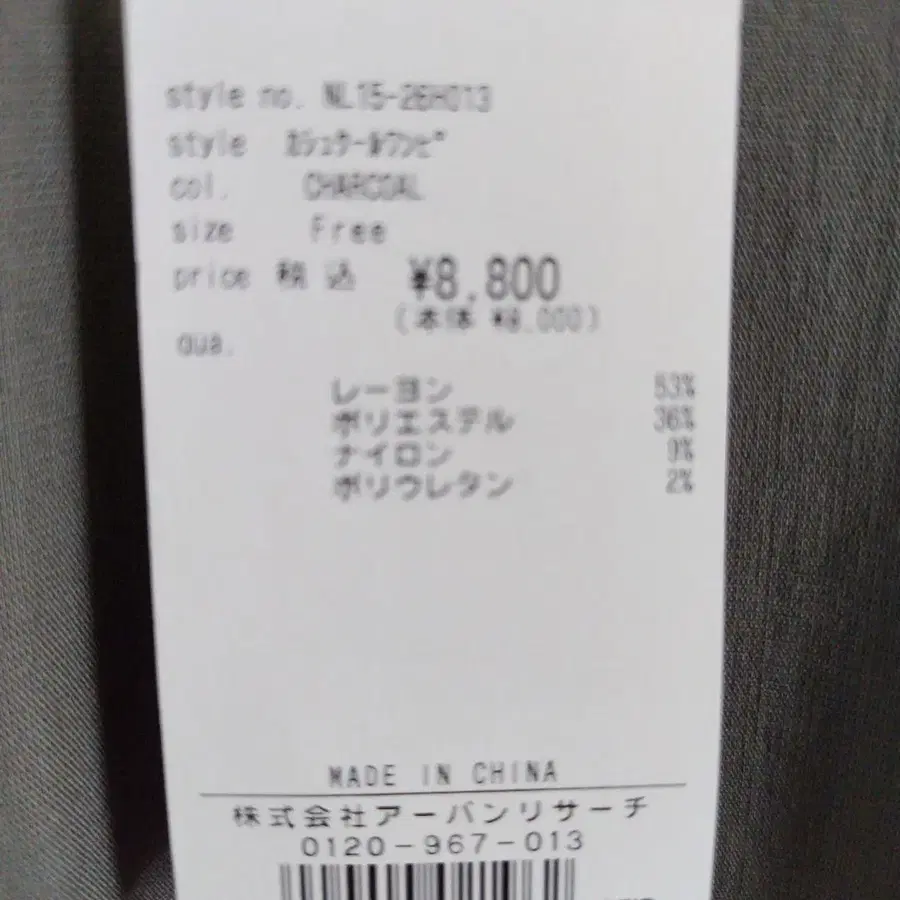 style no. NL15-26H013
style ｶｼｭｸｰﾙﾜﾝﾋﾟ
col. CHARCOAL
size Free
price 税込 ¥8,800
(本体 ¥8,000)
qua.
レーヨン 53%
ポリエステル 36%
ナイロン 9%
ポリウレタン 2%
MADE IN CHINA
株式会社アーバンリサーチ
0120-967-013